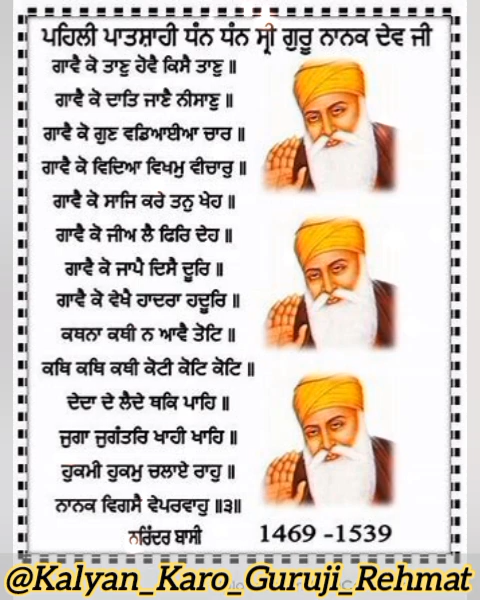 ਪਹਿਲੀ ਪਾਤਸ਼ਾਹੀ ਧੰਨ ਧੰਨ ਸ੍ਰੀ ਗੁਰੂ ਨਾਨਕ ਦੇਵ ਜੀ
ਗਾਵੈ ਕੋ ਤਾਣੁ ਹੋਵੈ ਕਿਸੈ ਤਾਣੁ ॥
ਗਾਵੈ ਕੋ ਦਾਤਿ ਜਾਣੈ ਨੀਸਾਣੁ ॥
ਗਾਵੈ ਕੋ ਗੁਣ ਵਡਿਆਈਆ ਚਾਰ ॥
ਗਾਵੈ ਕੋ ਵਿਦਿਆ ਵਿਖਮੁ ਵੀਚਾਰੁ ॥
ਗਾਵੈ ਕੋ ਸਾਜਿ ਕਰੇ ਤਨੁ ਖੇਹ ॥
ਗਾਵੈ ਕੋ ਜੀਅ ਲੈ ਫਿਰਿ ਦੇਹ ॥
ਗਾਵੈ ਕੋ ਜਾਪੈ ਦਿਸੈ ਦੂਰਿ ॥
ਗਾਵੈ ਕੋ ਵੇਖੈ ਹਾਦਰਾ ਹਦੂਰਿ ॥
ਕਥਨਾ ਕਥੀ ਨ ਆਵੈ ਤੋਟਿ ॥
ਕਥਿ ਕਥਿ ਕਥੀ ਕੋਟੀ ਕੋਟਿ ਕੋਟਿ ॥
ਦੇਦਾ ਦੇ ਲੈਦੇ ਥਕਿ ਪਾਹਿ ॥
ਜੁਗਾ ਜੁਗੰਤਰਿ ਖਾਹੀ ਖਾਹਿ ॥
ਹੁਕਮੀ ਹੁਕਮੁ ਚਲਾਏ ਰਾਹੁ ॥
ਨਾਨਕ ਵਿਗਸੈ ਵੇਪਰਵਾਹੁ ॥੩॥
ਨਰਿੰਦਰ ਬਾਸੀ 1469 -1539
@Kalyan_Karo_Guruji_Rehmat